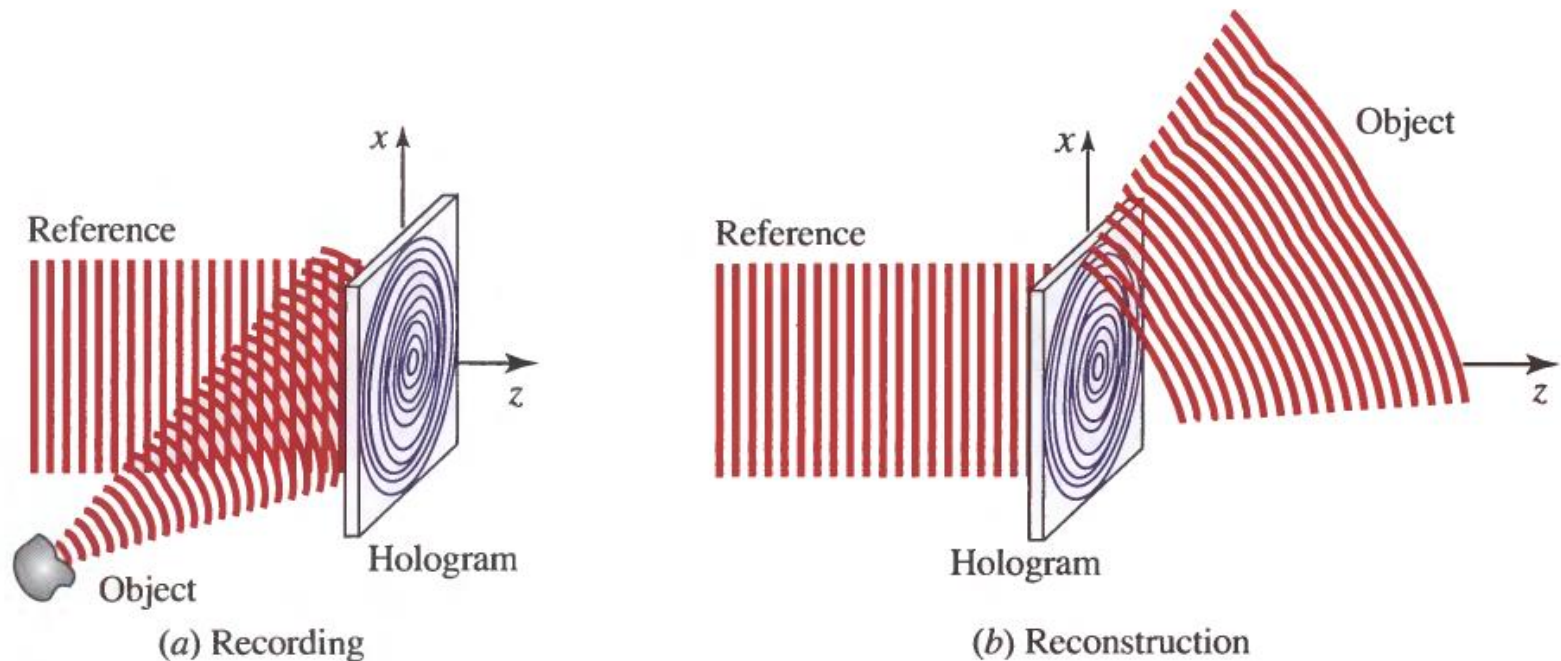 x
Reference
z
Hologram
Object
(a) Recording
Object
x
Reference
z
Hologram
(b) Reconstruction